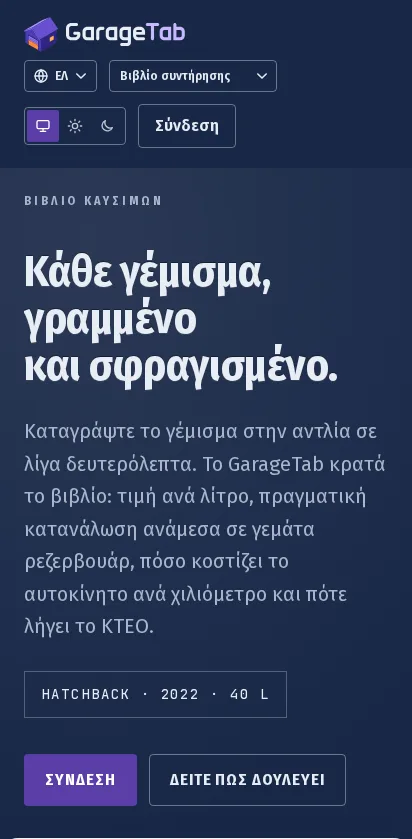 GarageTab
ΕΛ
Βιβλίο συντήρησης
Σύνδεση
ΒΙΒΛΙΟ ΚΑΥΣΙΜΩΝ
Κάθε γέμισμα,
γραμμένο
και σφραγισμένο.
Καταγράψτε το γέμισμα στην αντλία σε
λίγα δευτερόλεπτα. Το GarageTab κρατά
το βιβλίο: τιμή ανά λίτρο, πραγματική
κατανάλωση ανάμεσα σε γεμάτα
ρεζερβουάρ, πόσο κοστίζει το
αυτοκίνητο ανά χιλιόμετρο και πότε
λήγει το ΚΤΕΟ.
HATCHBACK · 2022 · 40 L
ΣΥΝΔΕΣΗ
ΔΕΙΤΕ ΠΩΣ ΔΟΥΛΕΥΕΙ